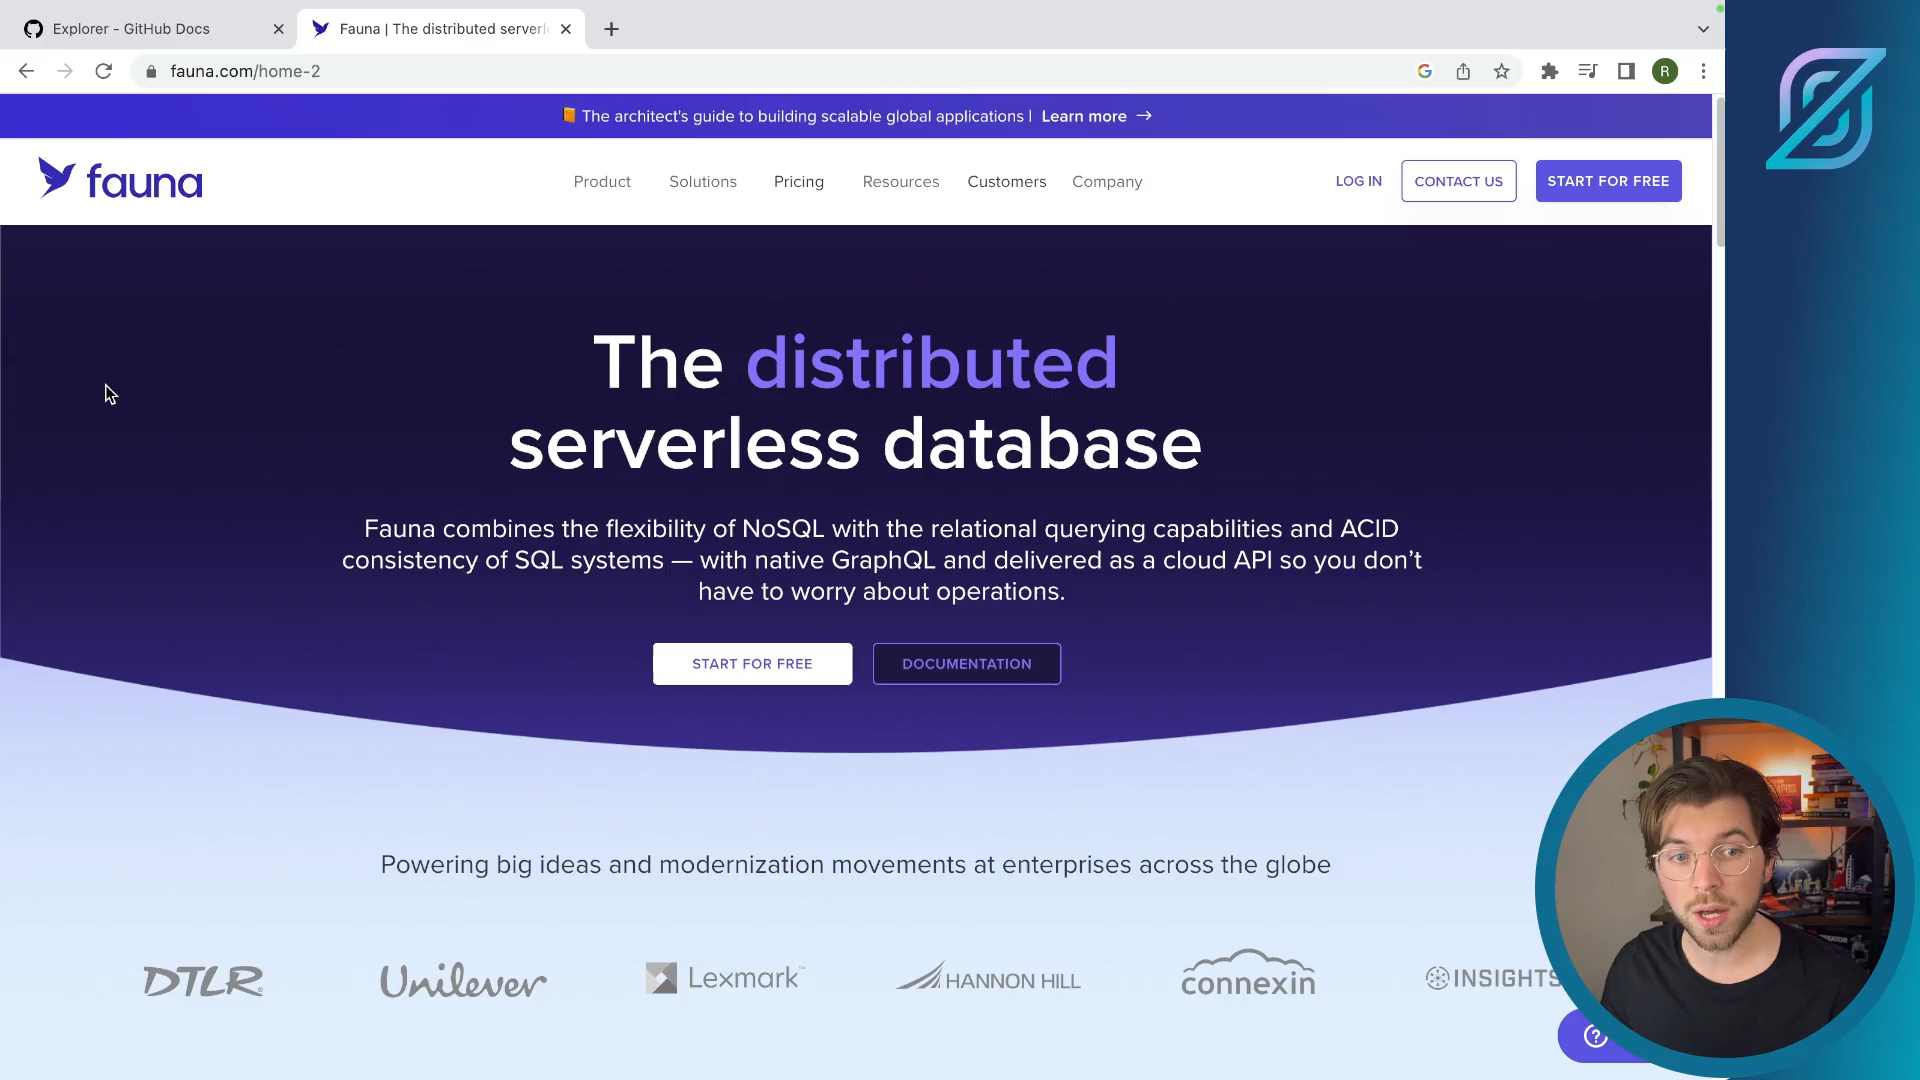 Explorer - GitHub Docs
Fauna | The distributed serverl
fauna.com/home-2
R
The architect's guide to building scalable global applications | Learn more →
fauna
Product Solutions Pricing Resources Customers Company
LOG IN CONTACT US START FOR FREE
The distributed
serverless database
Fauna combines the flexibility of NoSQL with the relational querying capabilities and ACID
consistency of SQL systems — with native GraphQL and delivered as a cloud API so you don’t
have to worry about operations.
START FOR FREE DOCUMENTATION
Powering big ideas and modernization movements at enterprises across the globe
DTLR Unilever Lexmark™ HANNON HILL connexin INSIGHTS
?